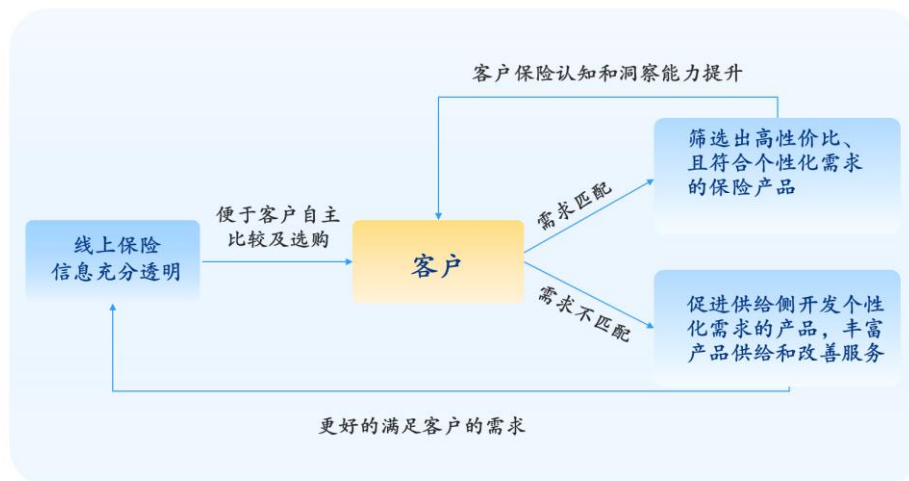 客户保险认知和洞察能力提升
筛选出高性价比、
且符合个性化需求
的保险产品
便于客户自主
比较及选购
需求匹配
线上保险
信息充分透明
客户
需求不匹配
促进供给侧开发个性
化需求的产品，丰富
产品供给和改善服务
更好的满足客户的需求